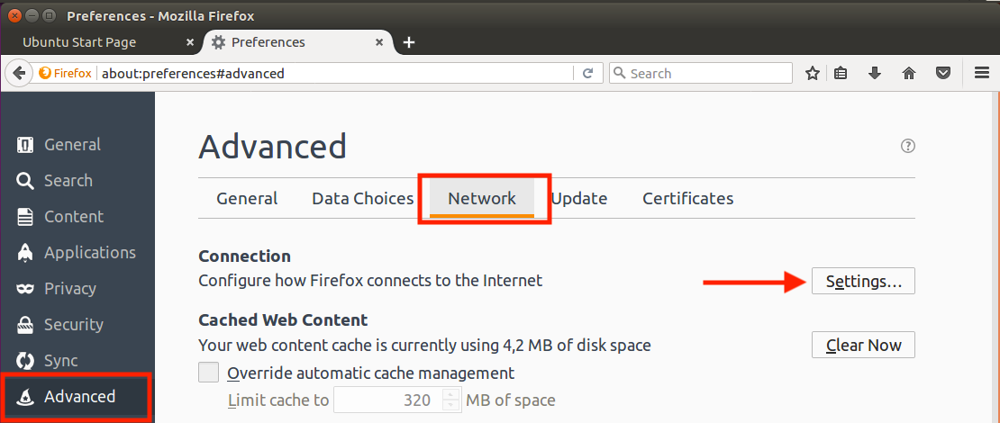 Preferences - Mozilla Firefox
Ubuntu Start Page
Preferences
Firefox
about:preferences#advanced
Search
General
Search
Content
Applications
Privacy
Security
Sync
Advanced
Advanced
General
Data Choices
Network
Update
Certificates
Connection
Configure how Firefox connects to the Internet
Settings...
Cached Web Content
Your web content cache is currently using 4,2 MB of disk space
Clear Now
Override automatic cache management
Limit cache to 320 MB of space